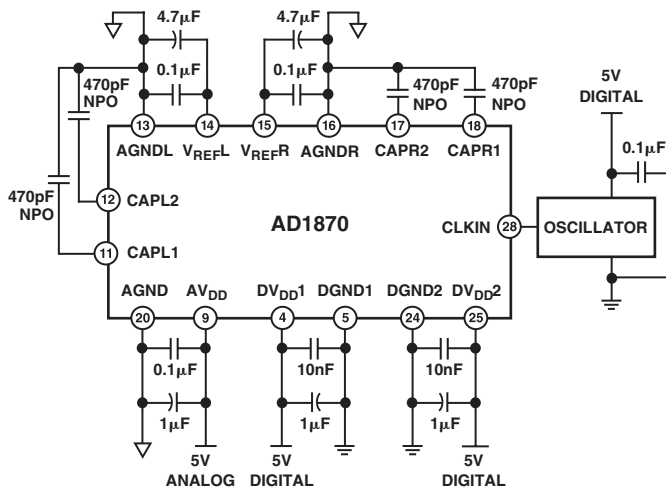 4.7µF
4.7µF
0.1µF
0.1µF
470pF
NPO
470pF
NPO
470pF
NPO
5V
DIGITAL
13
14
15
16
17
18
AGNDL
VREFL
VREFR
AGNDR
CAPR2
CAPR1
0.1µF
470pF
NPO
12
CAPL2
AD1870
CLKIN
28
OSCILLATOR
11
CAPL1
AGND
AVDD
DVDD1
DGND1
DGND2
DVDD2
20
9
4
5
24
25
0.1µF
10nF
10nF
1µF
1µF
1µF
5V
ANALOG
5V
DIGITAL
5V
DIGITAL